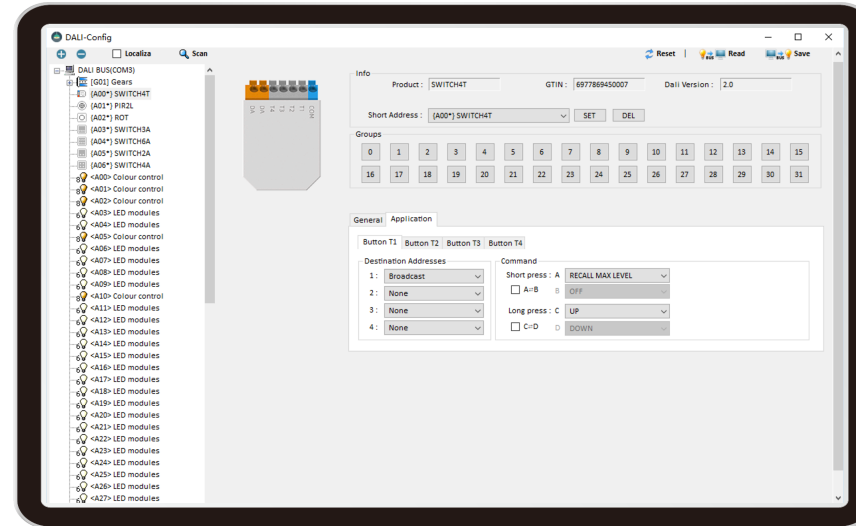 DALI-Config
Localiza Scan Reset | Read Save
DALI BUS(COM3)
[G01] Gears
{A00*} SWITCH4T
{A01*} PIR2L
{A02*} ROT
{A03*} SWITCH3A
{A04*} SWITCH6A
{A05*} SWITCH2A
{A06*} SWITCH4A
<A00> Colour control
<A01> Colour control
<A02> Colour control
<A03> LED modules
<A04> LED modules
<A05> Colour control
<A06> LED modules
<A07> LED modules
<A08> LED modules
<A09> LED modules
<A10> Colour control
<A11> LED modules
<A12> LED modules
<A13> LED modules
<A14> LED modules
<A15> LED modules
<A16> LED modules
<A17> LED modules
<A18> LED modules
<A19> LED modules
<A20> LED modules
<A21> LED modules
<A22> LED modules
<A23> LED modules
<A24> LED modules
<A25> LED modules
<A26> LED modules
<A27> LED modules
DA DA T4 T3 T2 T1 COM
Info
Product : SWITCH4T GTIN : 6977869450007 Dali Version : 2.0
Short Address : {A00*} SWITCH4T SET DEL
Groups
0 1 2 3 4 5 6 7 8 9 10 11 12 13 14 15
16 17 18 19 20 21 22 23 24 25 26 27 28 29 30 31
General Application
Button T1 Button T2 Button T3 Button T4
Destination Addresses Command
1 : Broadcast Short press : A RECALL MAX LEVEL
2 : None A⇌B B OFF
3 : None Long press : C UP
4 : None C⇌D D DOWN